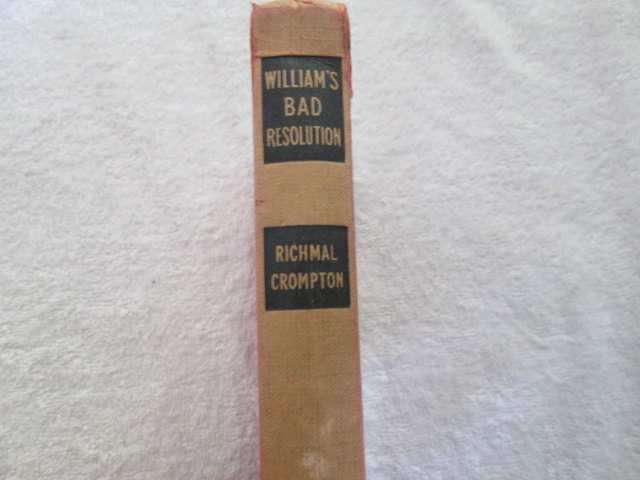 WILLIAM'S
BAD
RESOLUTION
RICHMAL
CROMPTON